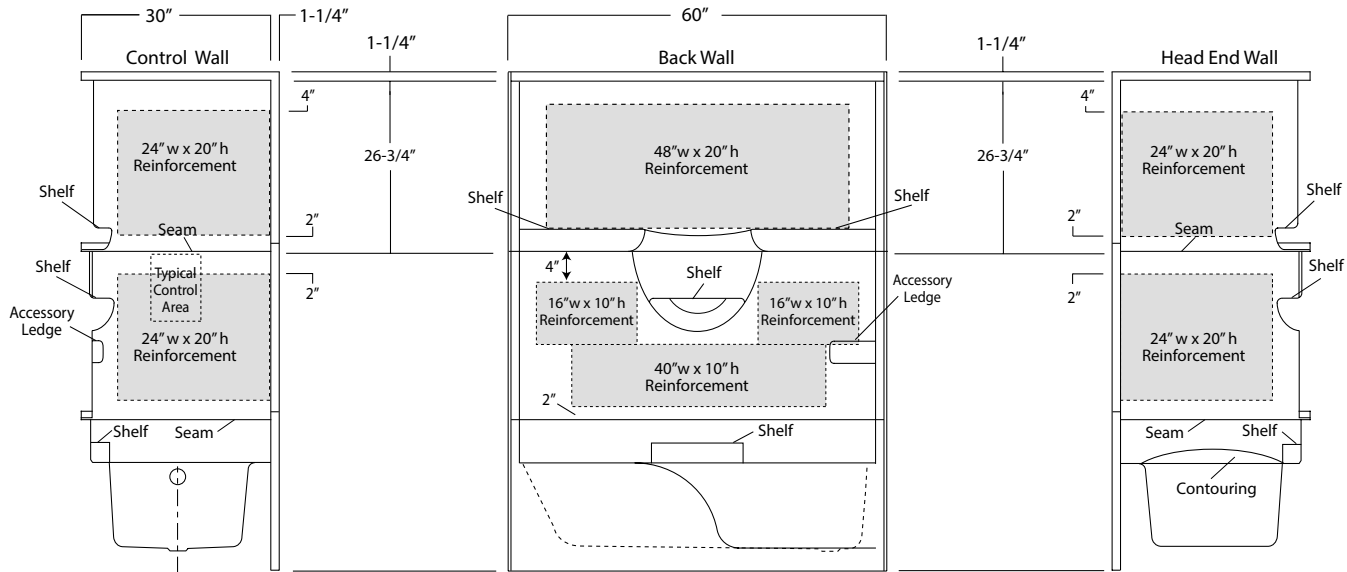 30”
1-1/4”
60”
1-1/4”
1-1/4”
Control Wall
Back Wall
Head End Wall
4”
4”
24” w x 20” h
Reinforcement
26-3/4”
48”w x 20” h
Reinforcement
26-3/4”
24” w x 20” h
Reinforcement
Shelf
Shelf
Shelf
Shelf
2”
2”
Seam
Seam
Shelf
Typical
Control
Area
2”
4”
Shelf
Accessory
Ledge
2”
Shelf
Accessory
Ledge
16”w x 10” h
Reinforcement
16”w x 10” h
Reinforcement
24” w x 20” h
Reinforcement
24” w x 20” h
Reinforcement
40”w x 10” h
Reinforcement
2”
Shelf
Seam
Shelf
Seam
Shelf
Contouring